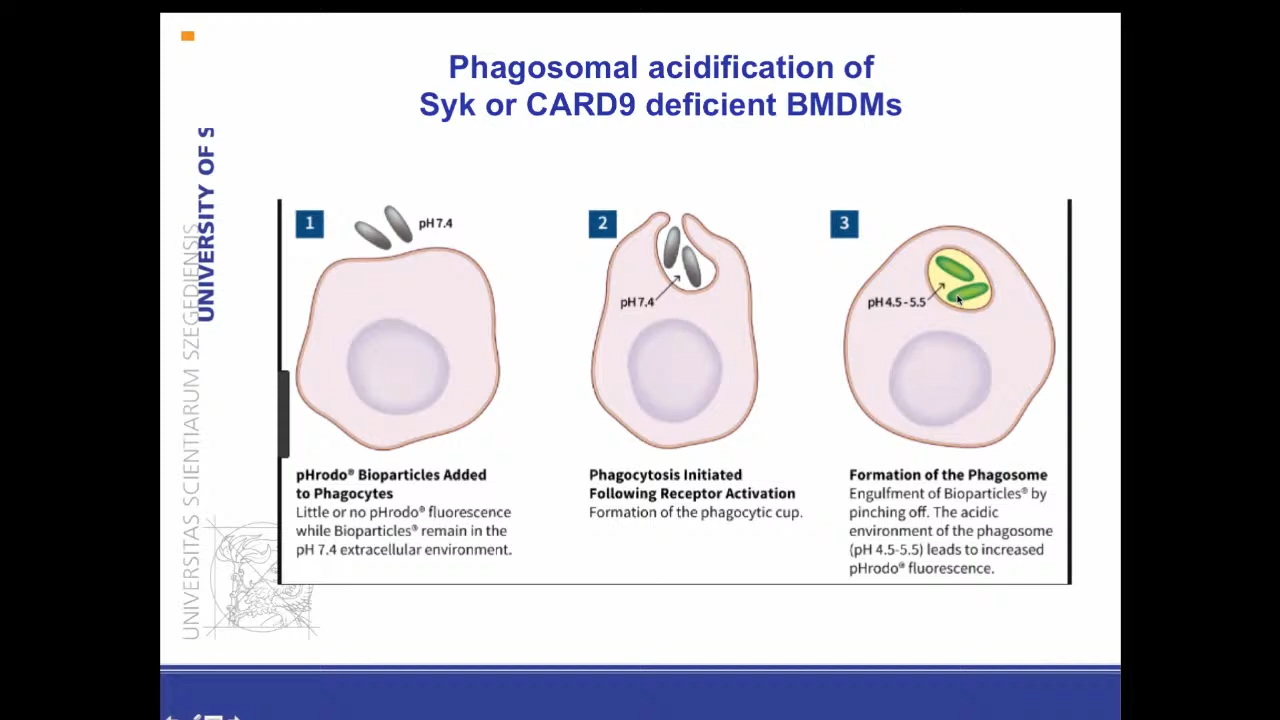 Phagosomal acidification of
Syk or CARD9 deficient BMDMs
UNIVERSITAS SCIENTIARUM SZEGEDIENSIS
UNIVERSITY OF S
1
pH 7.4
2
pH 7.4
3
pH 4.5 - 5.5
pHrodo® Bioparticles Added
to Phagocytes
Little or no pHrodo® fluorescence
while Bioparticles® remain in the
pH 7.4 extracellular environment.
Phagocytosis Initiated
Following Receptor Activation
Formation of the phagocytic cup.
Formation of the Phagosome
Engulfment of Bioparticles® by
pinching off. The acidic
environment of the phagosome
(pH 4.5-5.5) leads to increased
pHrodo® fluorescence.